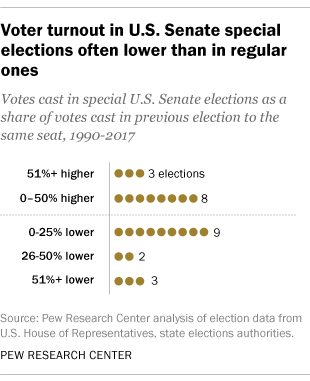 Voter turnout in U.S. Senate special
elections often lower than in regular
ones
Votes cast in special U.S. Senate elections as a
share of votes cast in previous election to the
same seat, 1990-2017
51%+ higher 3 elections
0–50% higher 8
0-25% lower 9
26-50% lower 2
51%+ lower 3
Source: Pew Research Center analysis of election data from
U.S. House of Representatives, state elections authorities.
PEW RESEARCH CENTER